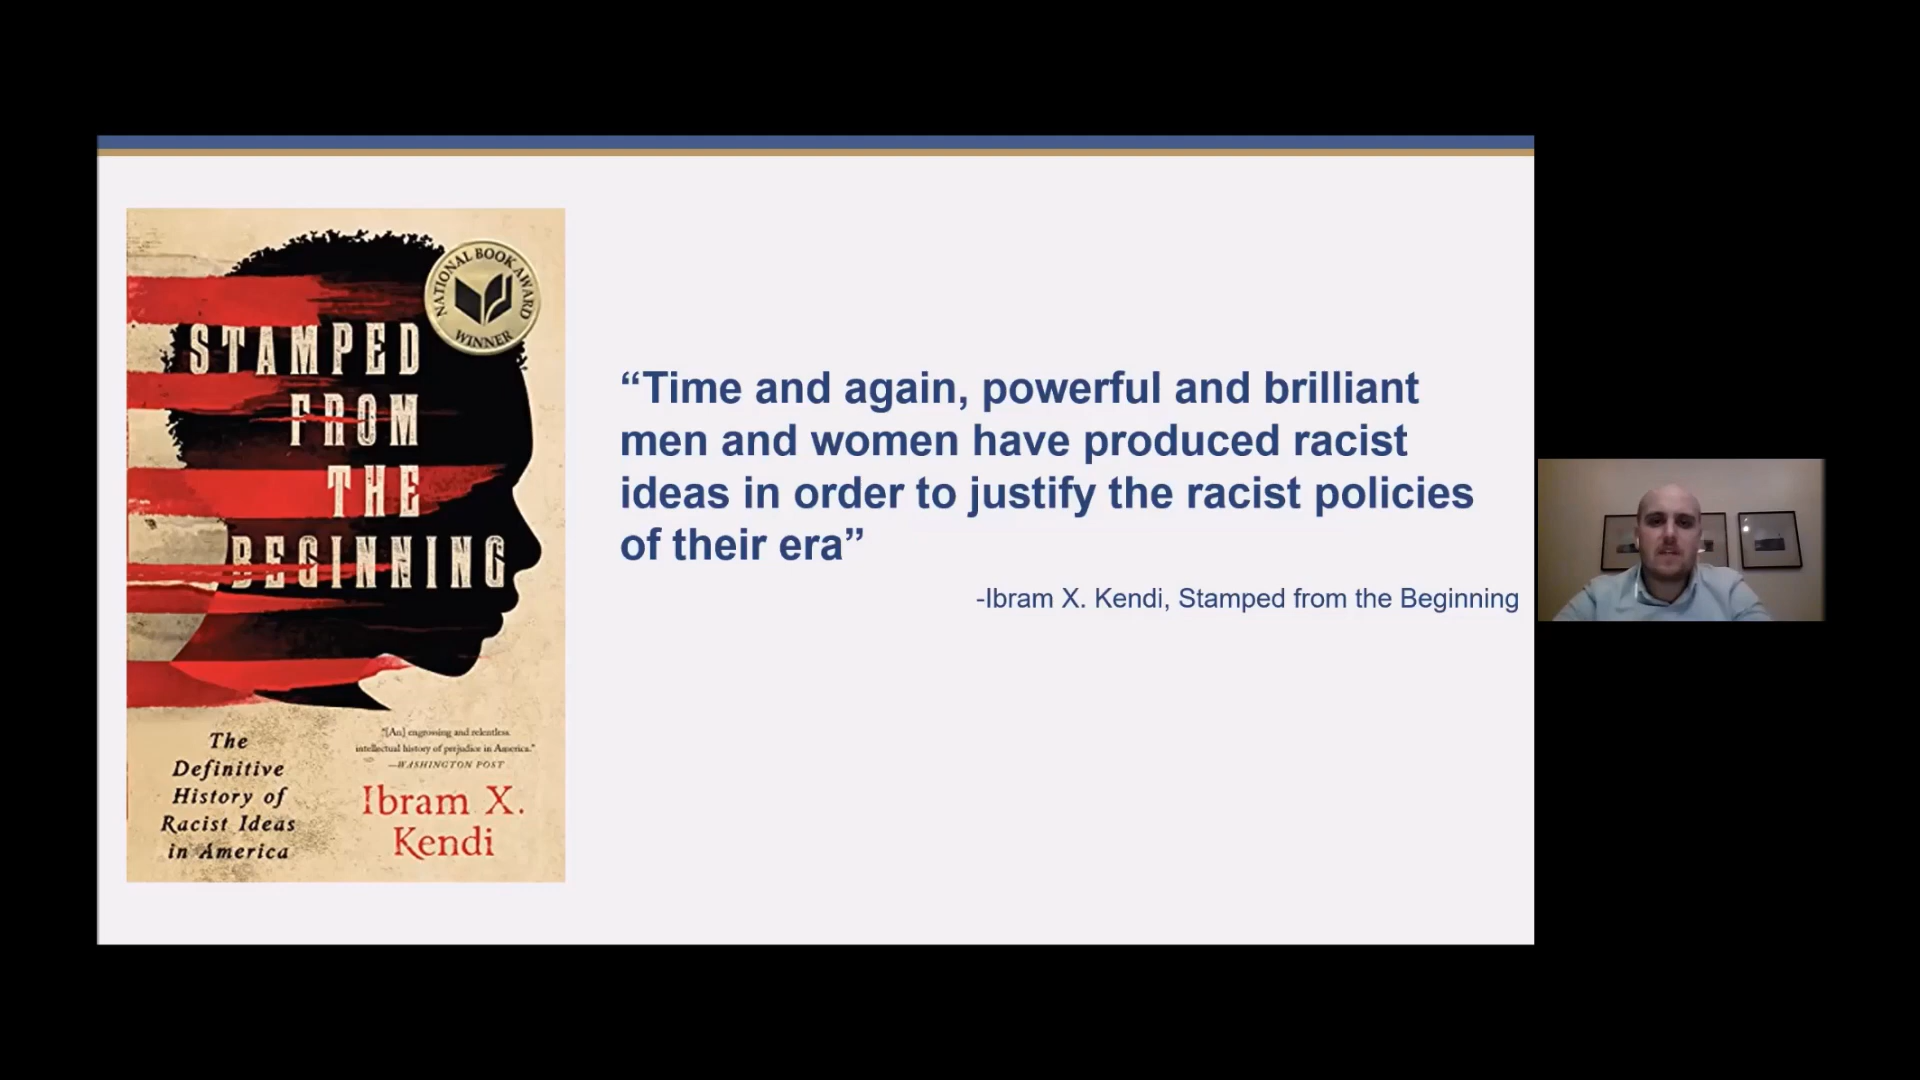 NATIONAL BOOK AWARD
WINNER
STAMPED
FROM
THE
BEGINNING
The
Definitive
History of
Racist Ideas
in America
"[An] engrossing and relentless
intellectual history of prejudice in America."
—WASHINGTON POST
Ibram X.
Kendi
“Time and again, powerful and brilliant
men and women have produced racist
ideas in order to justify the racist policies
of their era”
-Ibram X. Kendi, Stamped from the Beginning